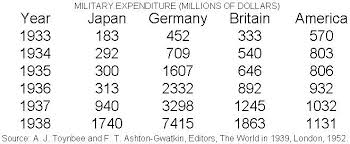 MILITARY EXPENDITURE (MILLIONS OF DOLLARS)
Year Japan Germany Britain America
1933 183 452 333 570
1934 292 709 540 803
1935 300 1607 646 806
1936 313 2332 892 932
1937 940 3298 1245 1032
1938 1740 7415 1863 1131
Source: A. J. Toynbee and F. T. Ashton-Gwatkin, Editors, The World in 1939, London, 1952.